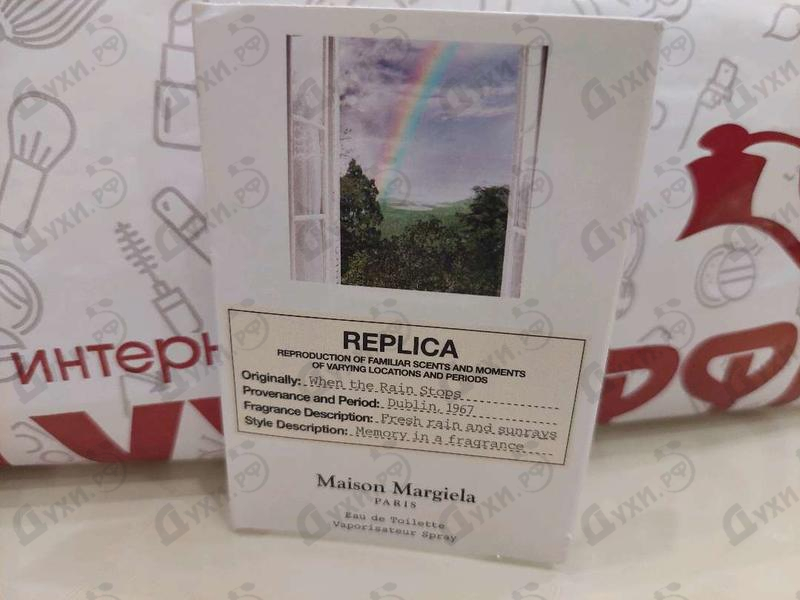 REPLICA
REPRODUCTION OF FAMILIAR SCENTS AND MOMENTS
OF VARYING LOCATIONS AND PERIODS
Originally: When the Rain Stops
Provenance and Period: Dublin, 1967
Fragrance Description: Fresh rain and sunrays
Style Description: Memory in a fragrance
Maison Margiela
PARIS
Eau de Toilette
Vaporisateur Spray
интерн
Духи.РФ